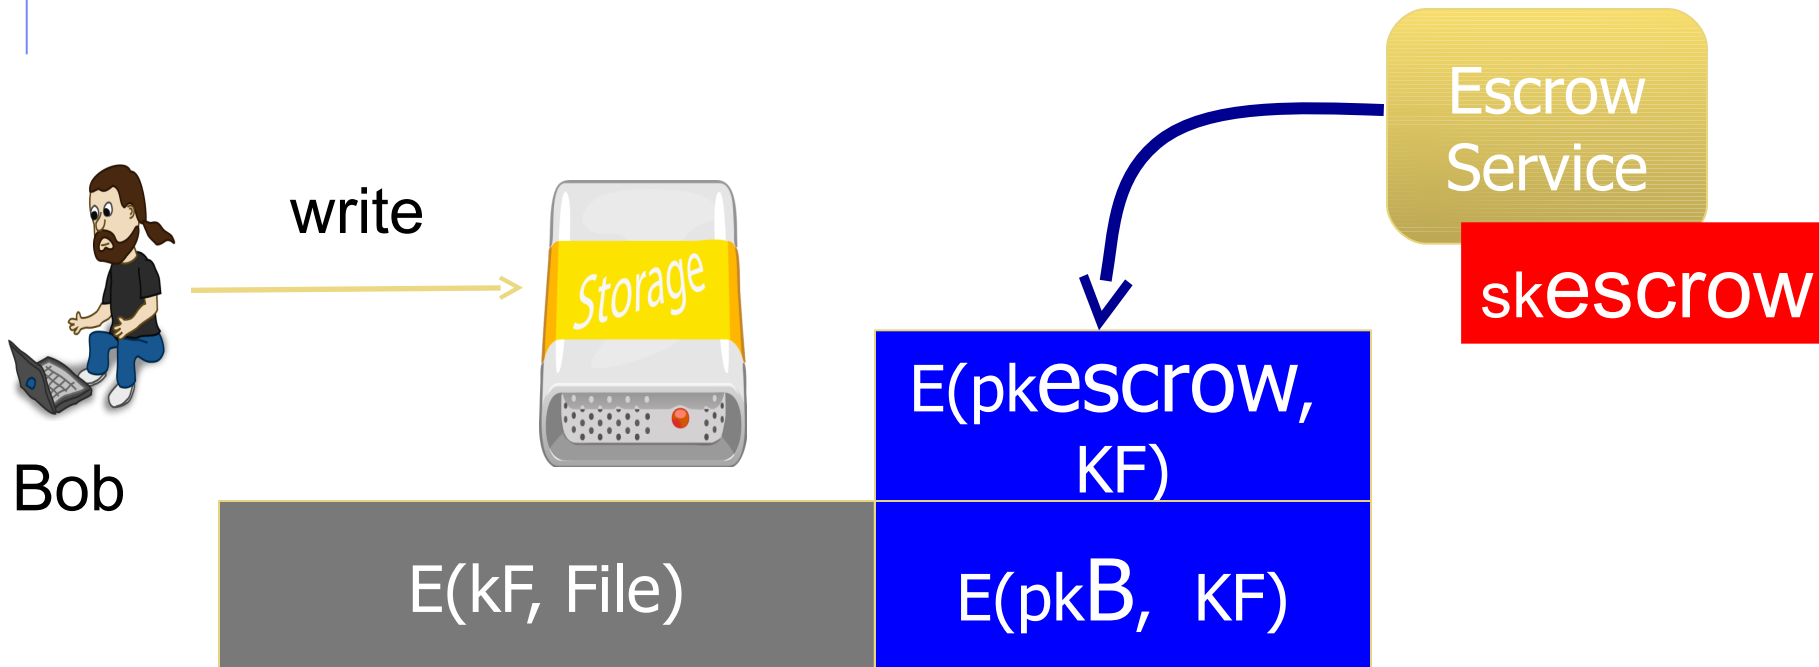 Escrow
Service
write
Storage
skescrow
E(pkescrow,
KF)
Bob
E(kF, File)
E(pkB, KF)